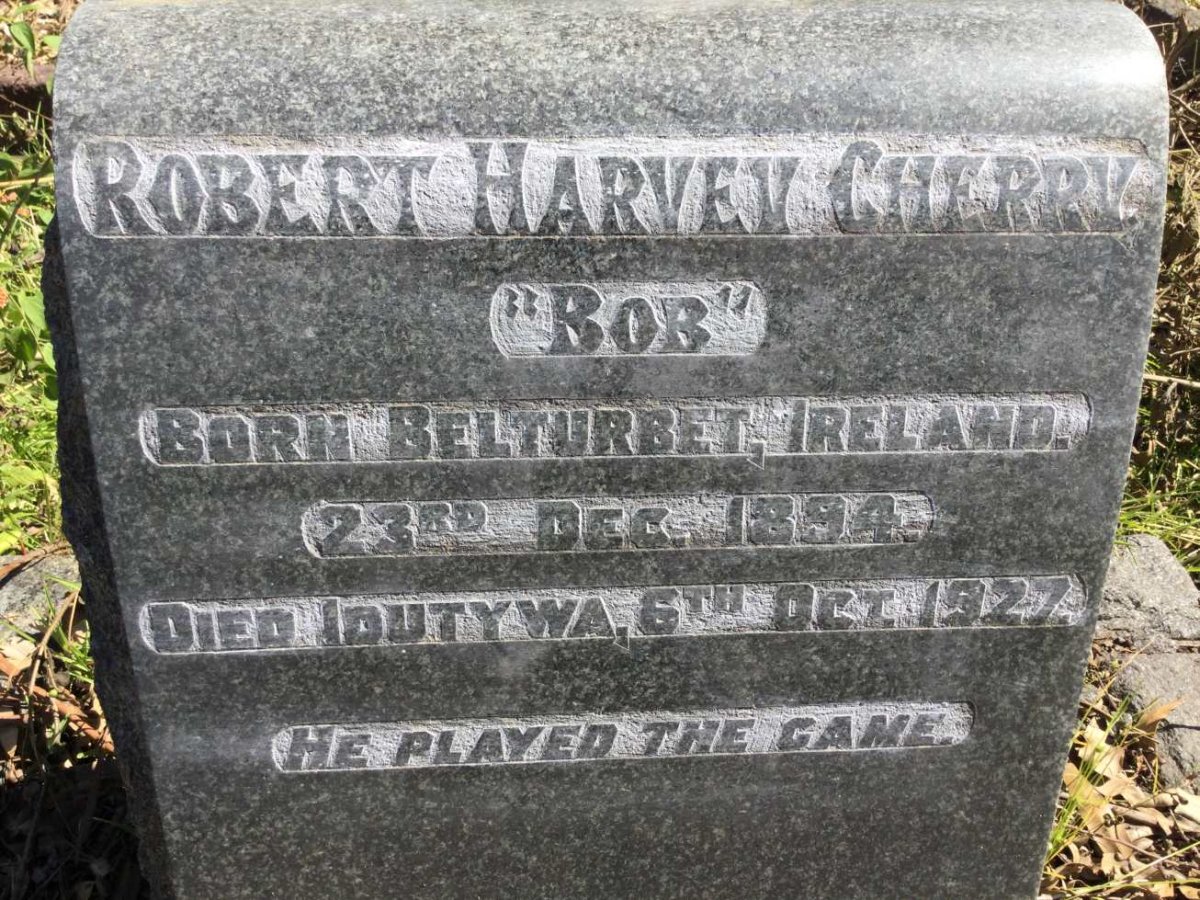 ROBERT HARVEY CHERRY.
"BOB"
BORN BELTURBET, IRELAND.
23RD DEC. 1894.
DIED IDUTYWA, 6TH OCT. 1927.
HE PLAYED THE GAME.